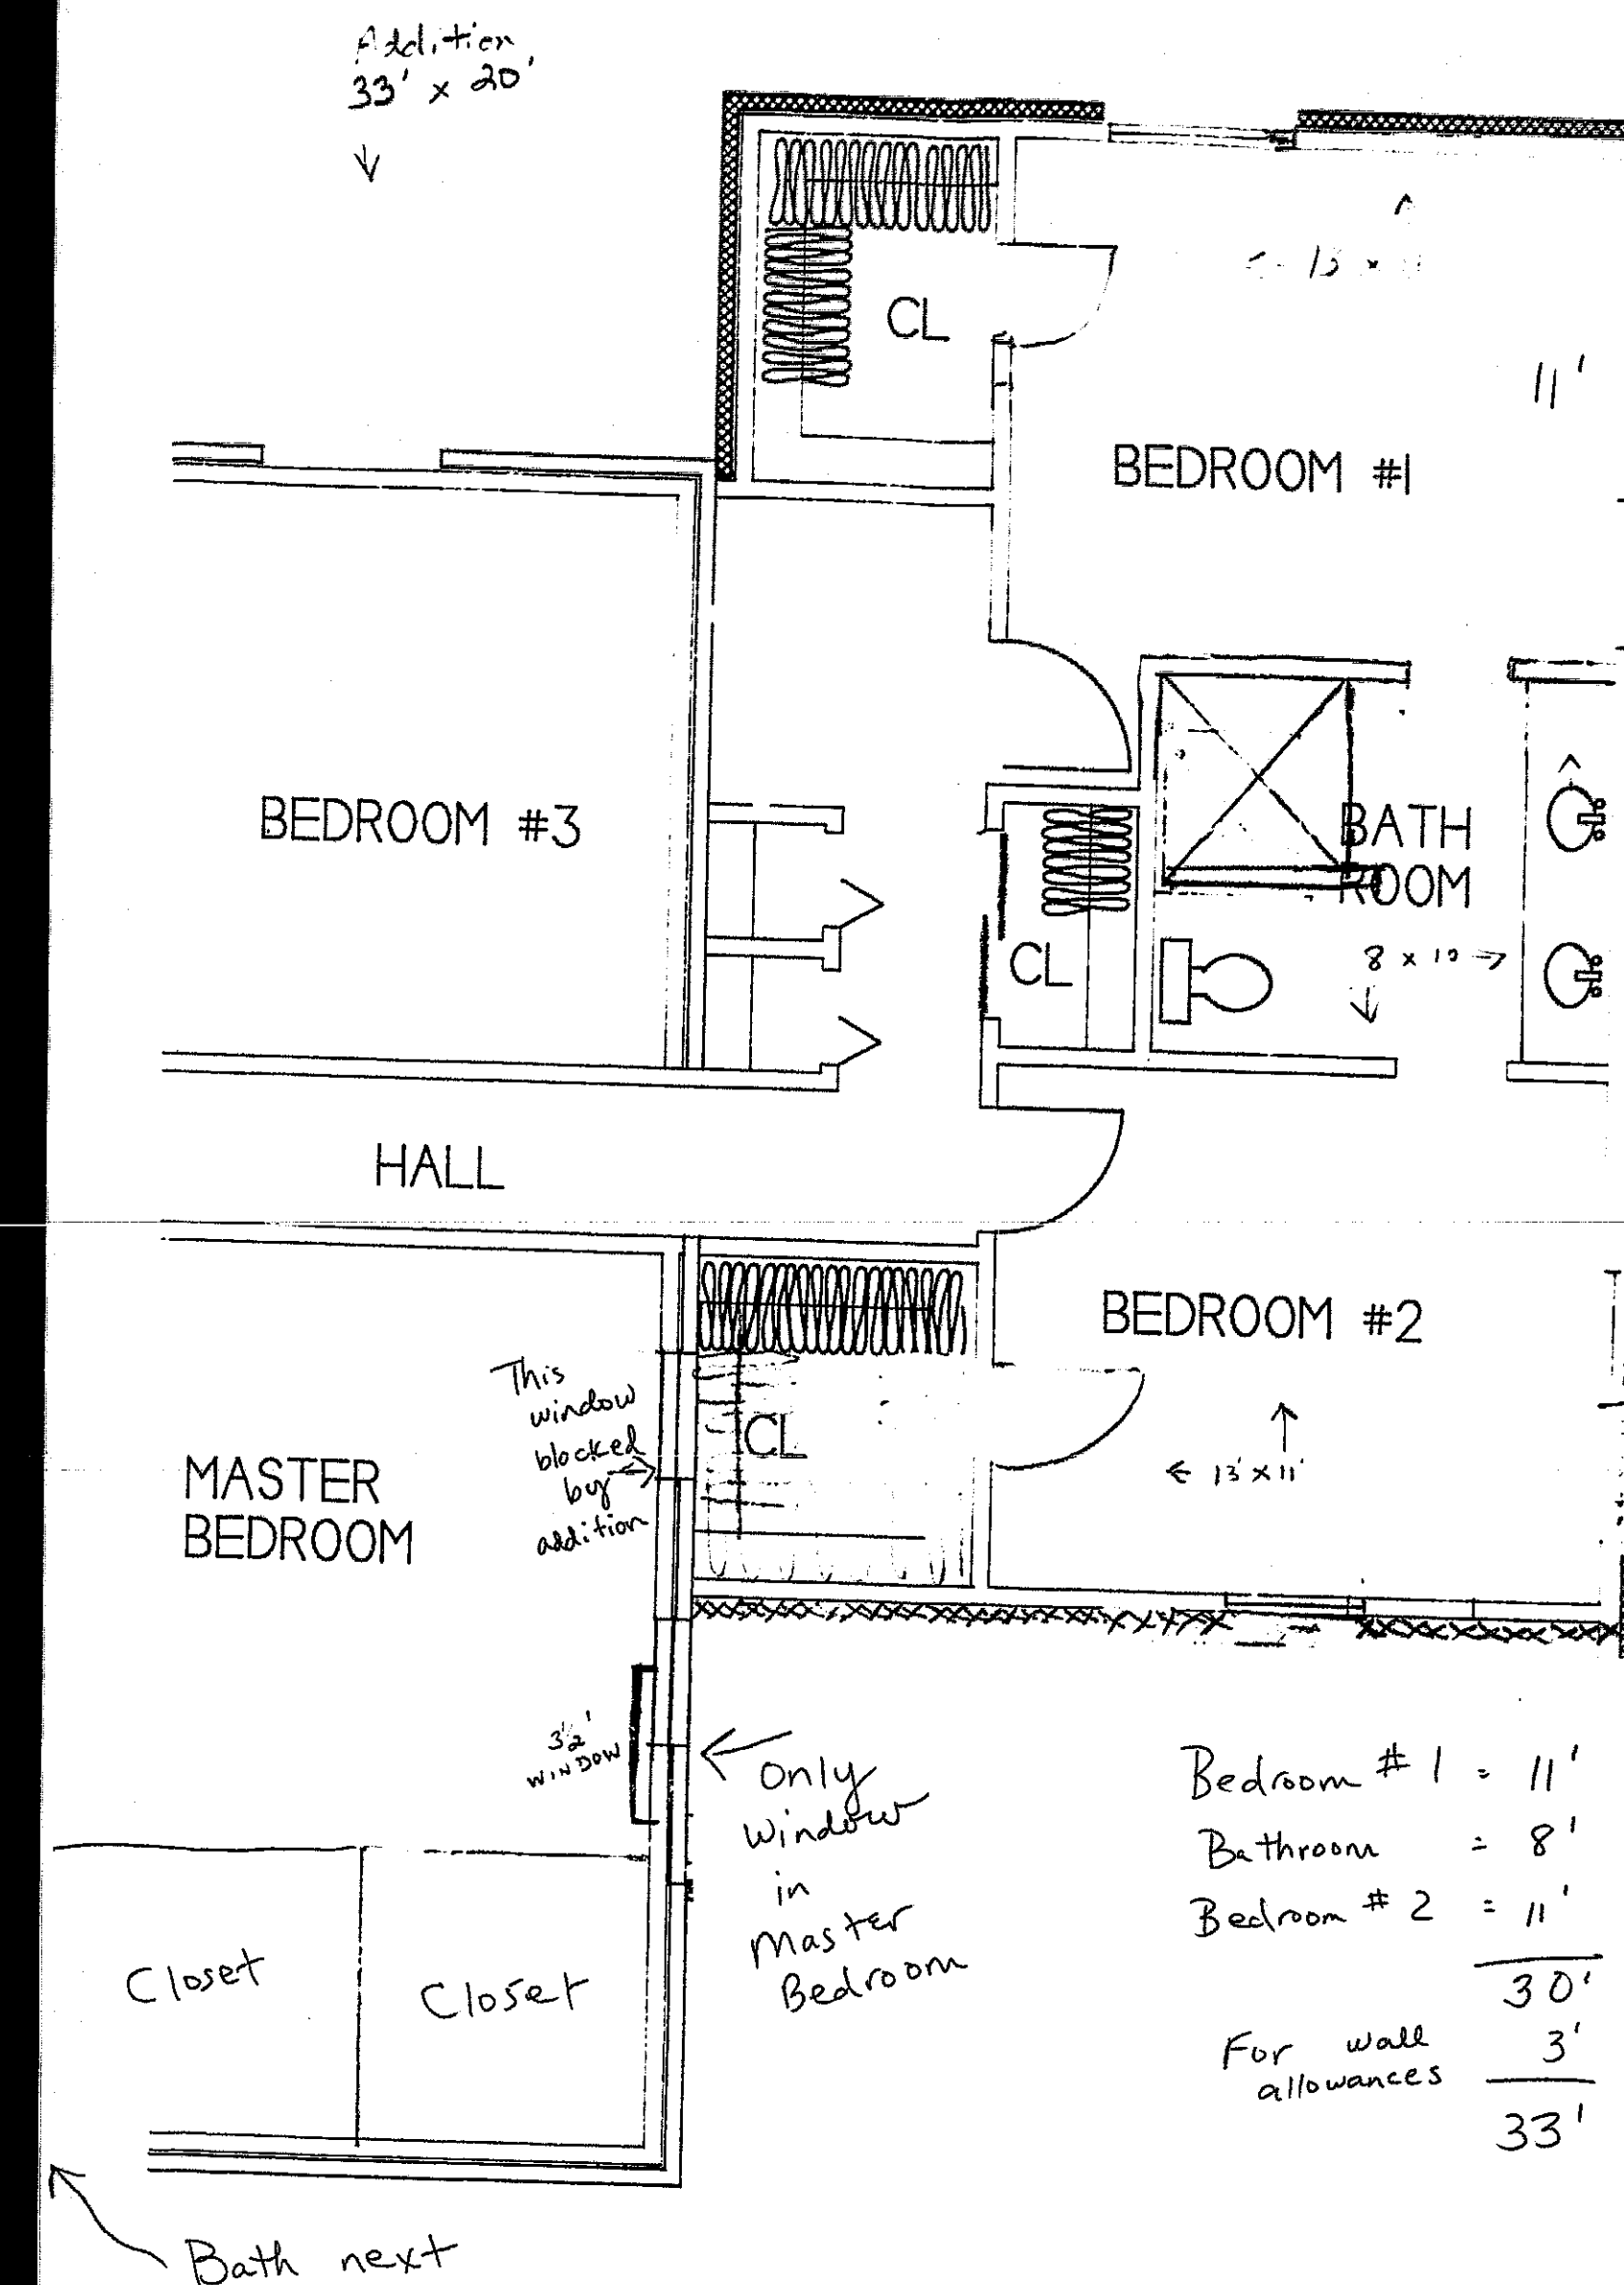 Addition
33' x 20'
CL
13 x 11
11'
BEDROOM #1
BEDROOM #3
BATH
ROOM
CL
8 x 10
HALL
BEDROOM #2
This
window
blocked
by
addition
CL
13' x 11'
MASTER
BEDROOM
3½'
WINDOW
Only
window
in
Master
Bedroom
Closet
Closet
Bedroom #1 = 11'
Bathroom = 8'
Bedroom #2 = 11'
30'
For wall 3'
allowances
33'
Bath next